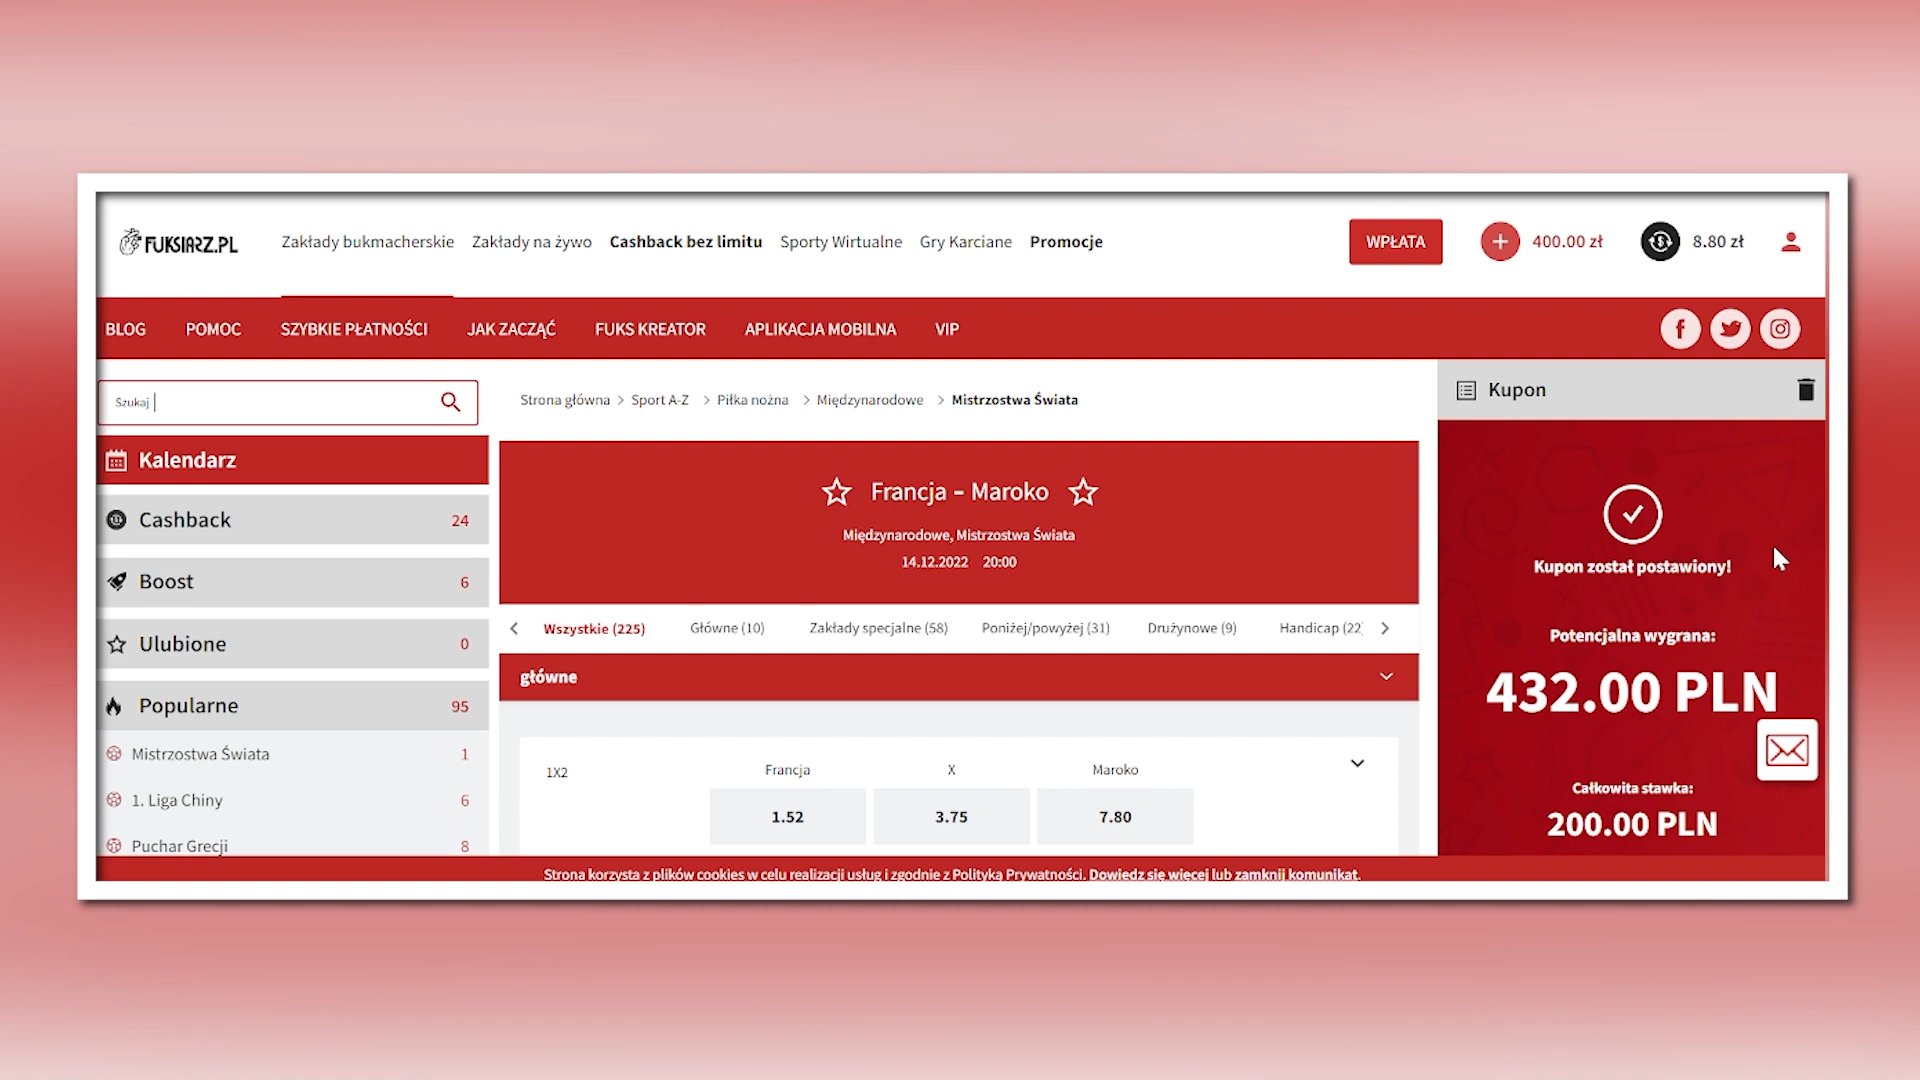 FUKSIARZ.PL
Zakłady bukmacherskie Zakłady na żywo Cashback bez limitu Sporty Wirtualne Gry Karciane Promocje
WPŁATA 400.00 zł 8.80 zł
BLOG POMOC SZYBKIE PŁATNOŚCI JAK ZACZĄĆ FUKS KREATOR APLIKACJA MOBILNA VIP
Szukaj
Kalendarz
Cashback 24
Boost 6
Ulubione 0
Popularne 95
Mistrzostwa Świata 1
1. Liga Chiny 6
Puchar Grecji 8
Strona główna > Sport A-Z > Piłka nożna > Międzynarodowe > Mistrzostwa Świata
Francja - Maroko
Międzynarodowe, Mistrzostwa Świata
14.12.2022 20:00
Wszystkie (225) Główne (10) Zakłady specjalne (58) Poniżej/powyżej (31) Drużynowe (9) Handicap (22
główne
1X2 Francja X Maroko
1.52 3.75 7.80
Kupon
Kupon został postawiony!
Potencjalna wygrana:
432.00 PLN
Całkowita stawka:
200.00 PLN
Strona korzysta z plików cookies w celu realizacji usług i zgodnie z Polityką Prywatności. Dowiedz się więcej lub zamknij komunikat.